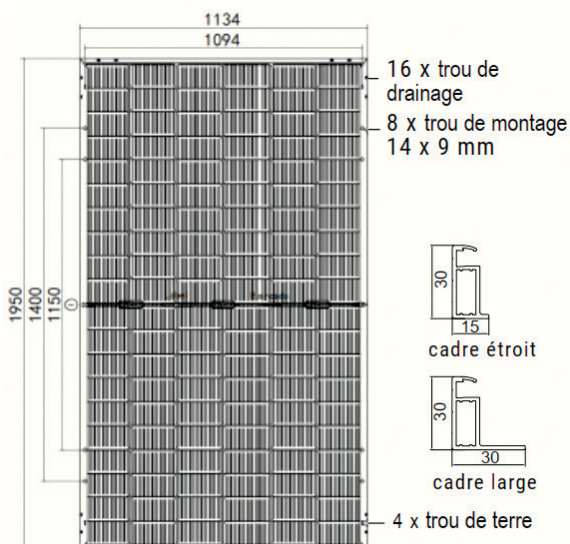 1134
1094
16 x trou de
drainage
8 x trou de montage
14 x 9 mm
1950
1400
1150
30
15
cadre étroit
30
30
cadre large
4 x trou de terre